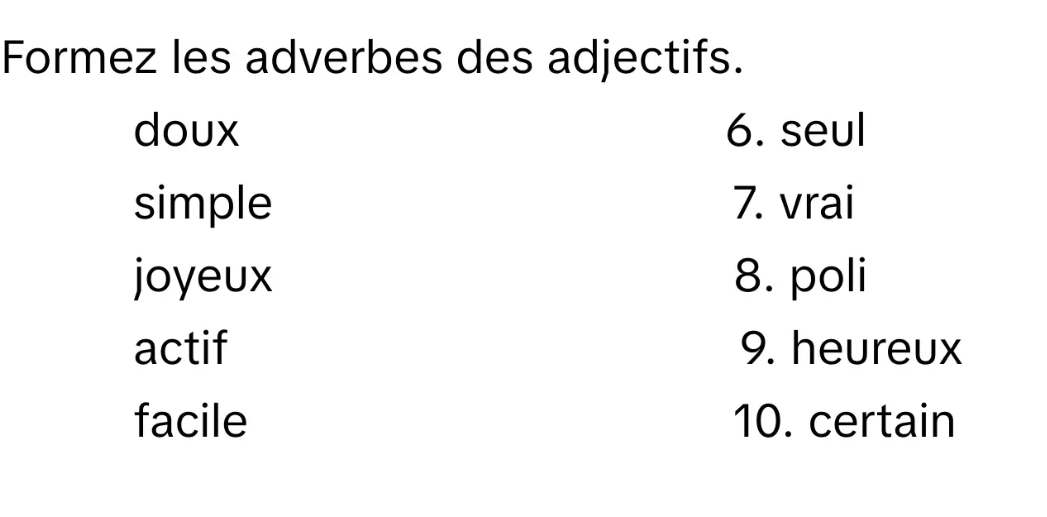 Formez les adverbes des adjectifs.
doux
simple
joyeux
actif
facile
6. seul
7. vrai
8. poli
9. heureux
10. certain